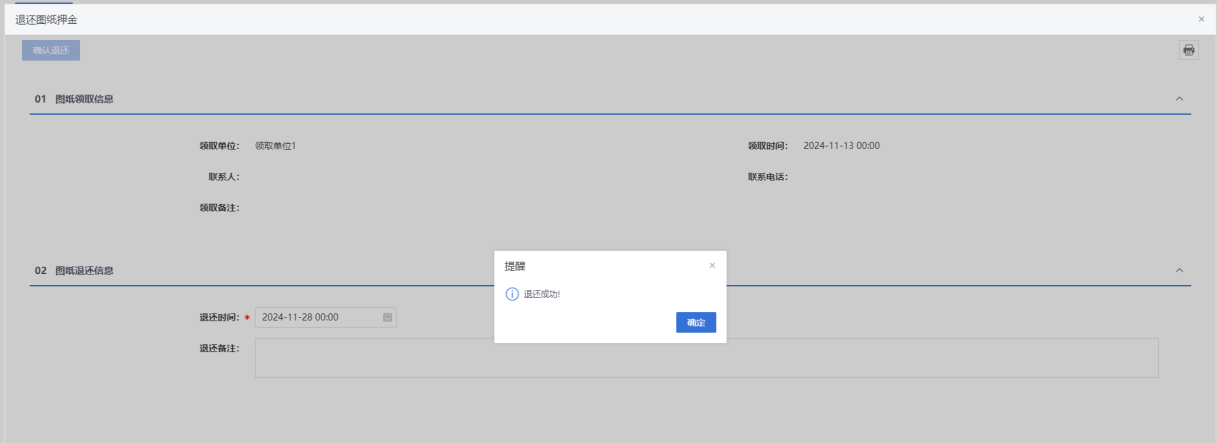 退还图纸押金
确认退还
01 图纸领取信息
领取单位： 领取单位1 领取时间： 2024-11-13 00:00
联系人： 联系电话：
领取备注：
02 图纸退还信息
提醒
退还成功!
确定
退还时间：* 2024-11-28 00:00
退还备注：